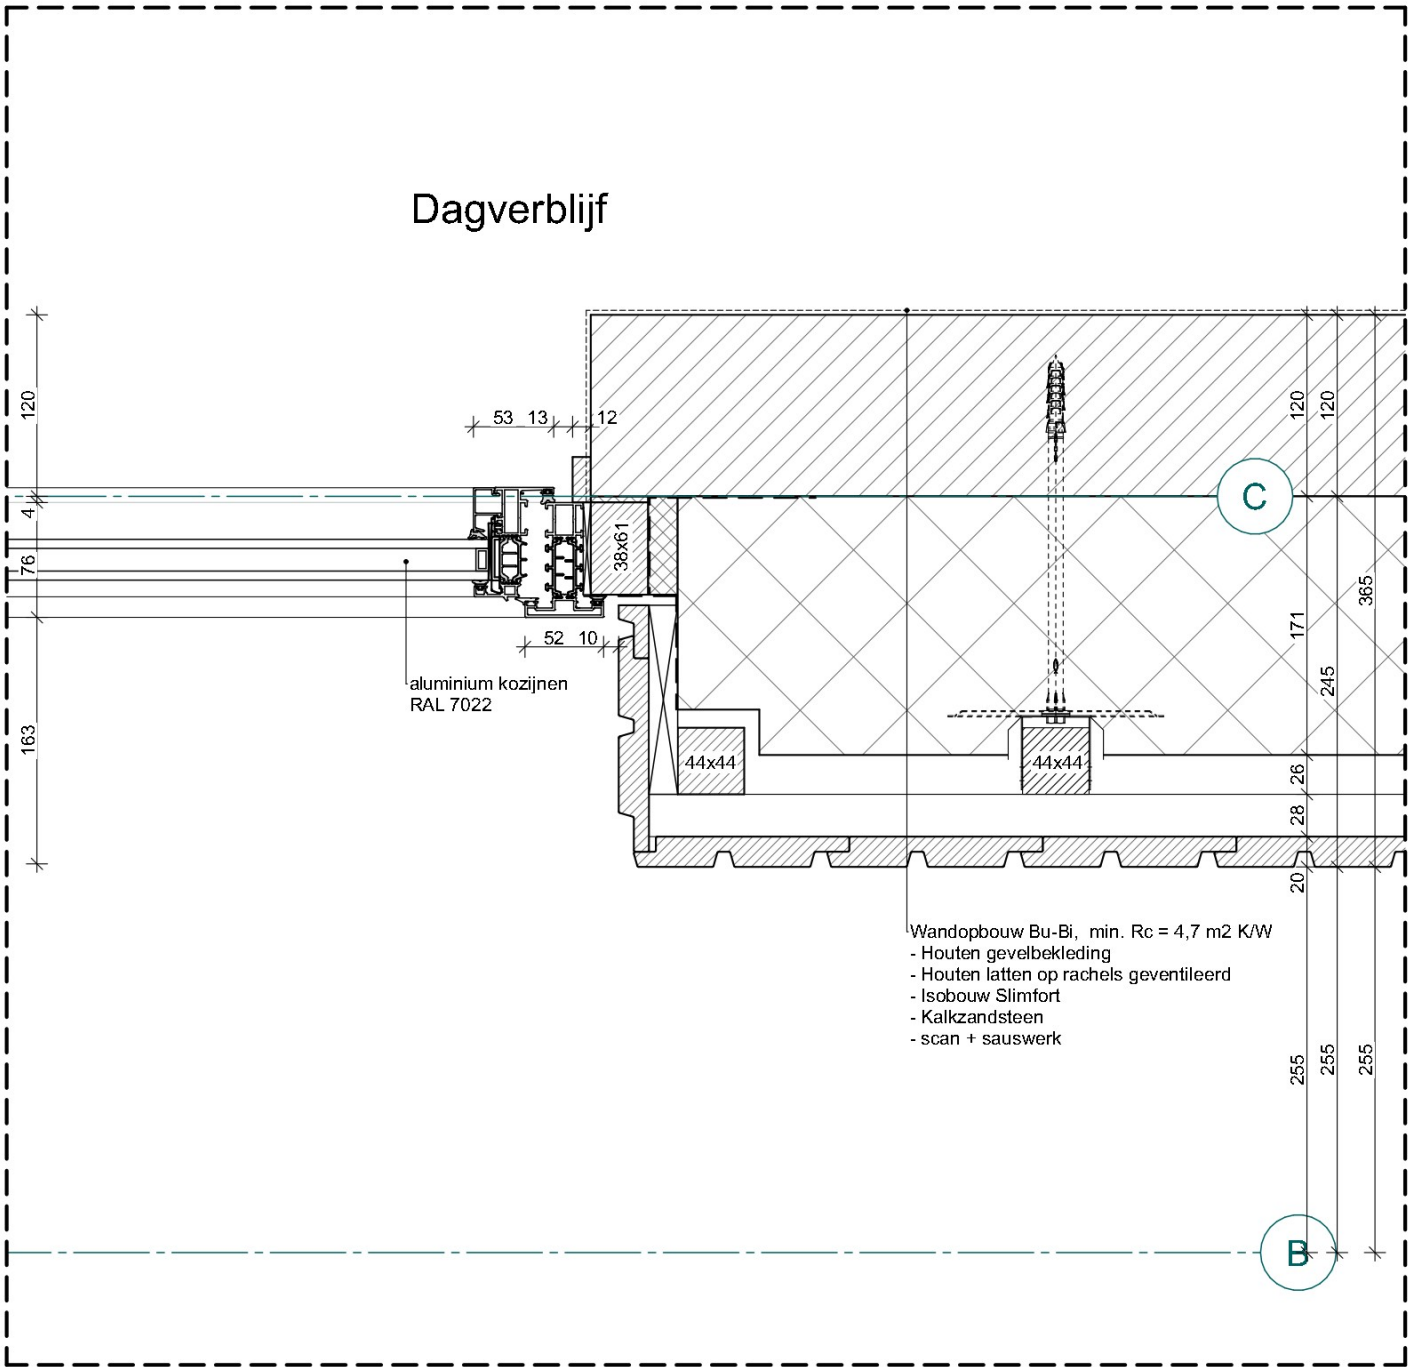 Dagverblijf
120
53
13
12
120
120
C
4
38x61
76
365
171
52
10
aluminium kozijnen
RAL 7022
245
163
44x44
44x44
26
28
20
Wandopbouw Bu-Bi, min. Rc = 4,7 m2 K/W
- Houten gevelbekleding
- Houten latten op rachels geventileerd
- Isobouw Slimfort
- Kalkzandsteen
- scan + sauswerk
255
255
255
B